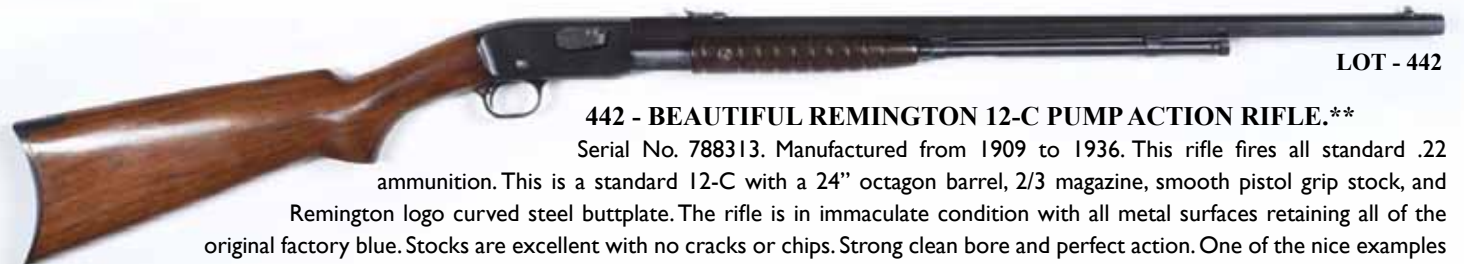 LOT - 442
442 - BEAUTIFUL REMINGTON 12-C PUMP ACTION RIFLE.**
Serial No. 788313. Manufactured from 1909 to 1936. This rifle fires all standard .22
ammunition. This is a standard 12-C with a 24” octagon barrel, 2/3 magazine, smooth pistol grip stock, and
Remington logo curved steel buttplate. The rifle is in immaculate condition with all metal surfaces retaining all of the
original factory blue. Stocks are excellent with no cracks or chips. Strong clean bore and perfect action. One of the nice examples